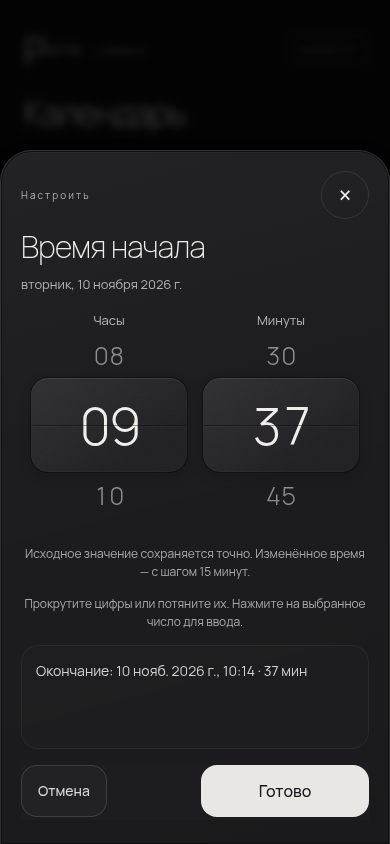 Календарь
Настроить
Время начала
вторник, 10 ноября 2026 г.
Часы
Минуты
08
30
09
37
10
45
Исходное значение сохраняется точно. Изменённое время
— с шагом 15 минут.
Прокрутите цифры или потяните их. Нажмите на выбранное
число для ввода.
Окончание: 10 нояб. 2026 г., 10:14 · 37 мин
Отмена
Готово